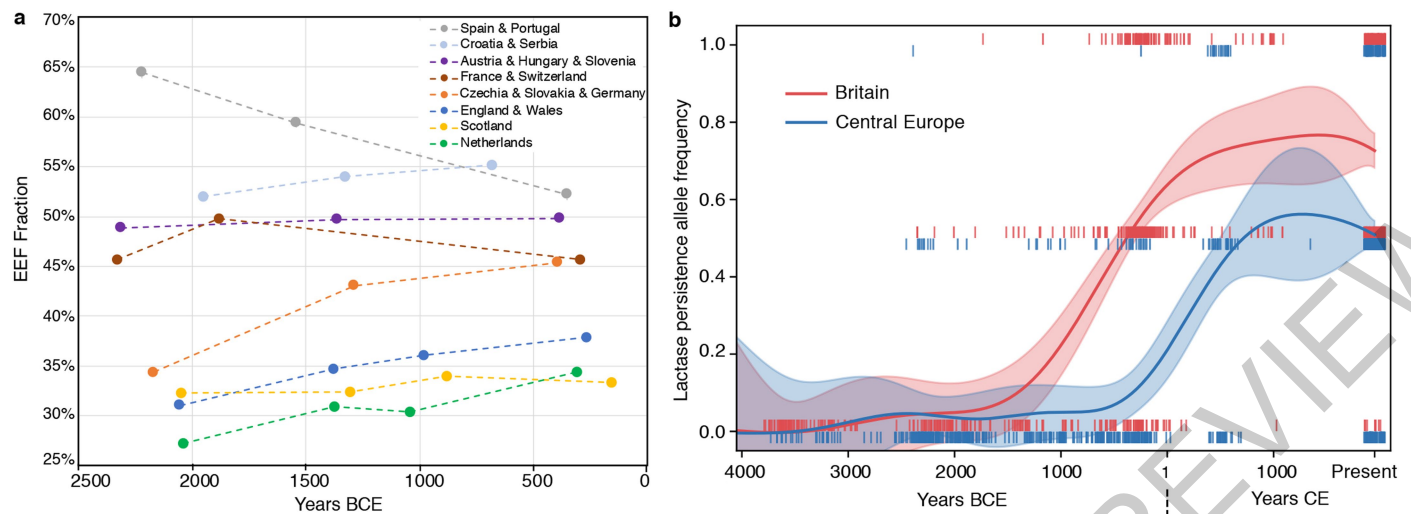 a
70%
65%
60%
55%
50%
45%
40%
35%
30%
25%
EEF Fraction
2500
2000
1500
1000
500
0
Years BCE
Spain & Portugal
Croatia & Serbia
Austria & Hungary & Slovenia
France & Switzerland
Czechia & Slovakia & Germany
England & Wales
Scotland
Netherlands
b
1.0
0.8
0.6
0.4
0.2
0.0
Lactase persistence allele frequency
Britain
Central Europe
4000
3000
2000
1000
1
1000
Present
Years BCE
Years CE
REVIEW